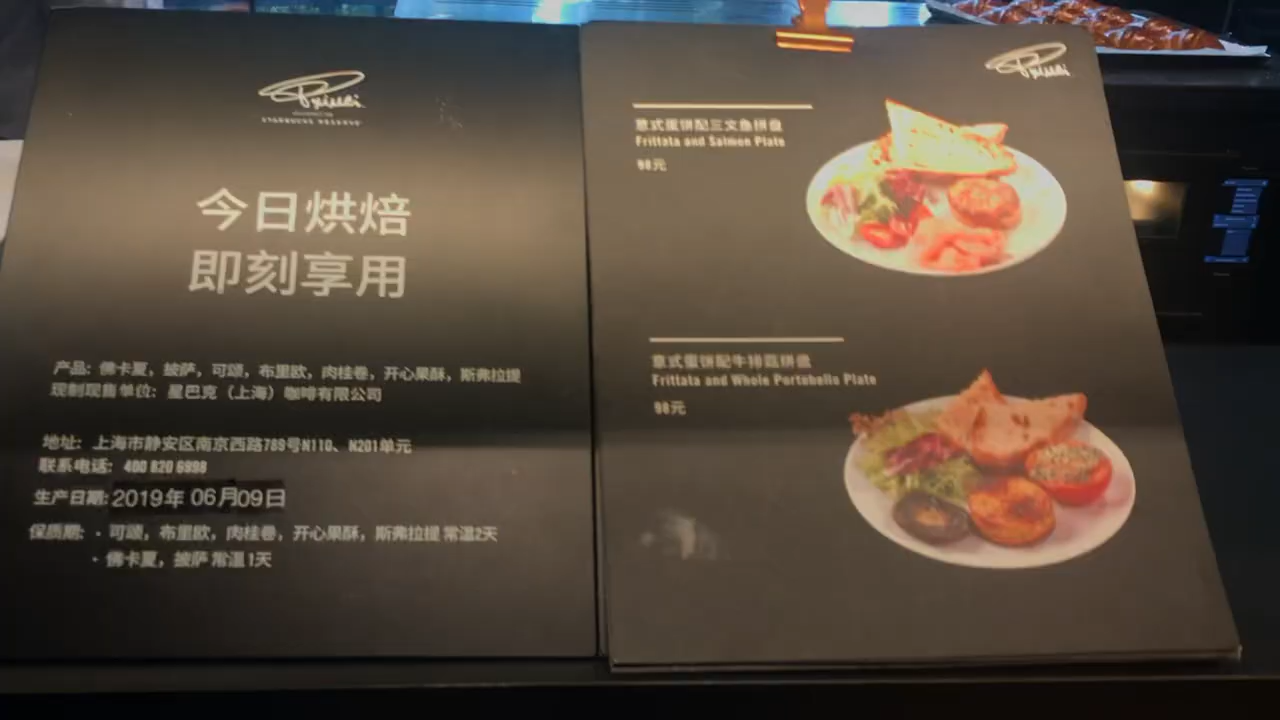 Princi
STARBUCKS RESERVE
今日烘焙
即刻享用
产品: 佛卡夏, 披萨, 可颂, 布里欧, 肉桂卷, 开心果酥, 斯弗拉提
现制现售单位: 星巴克(上海)咖啡有限公司
地址: 上海市静安区南京西路789号N110、N201单元
联系电话: 400 820 6998
生产日期: 2019年 06月09日
保质期: · 可颂, 布里欧, 肉桂卷, 开心果酥, 斯弗拉提 常温2天
· 佛卡夏, 披萨 常温1天
Princi
意式蛋饼配三文鱼拼盘
Frittata and Salmon Plate
98元
意式蛋饼配牛排菇拼盘
Frittata and Whole Portobello Plate
98元